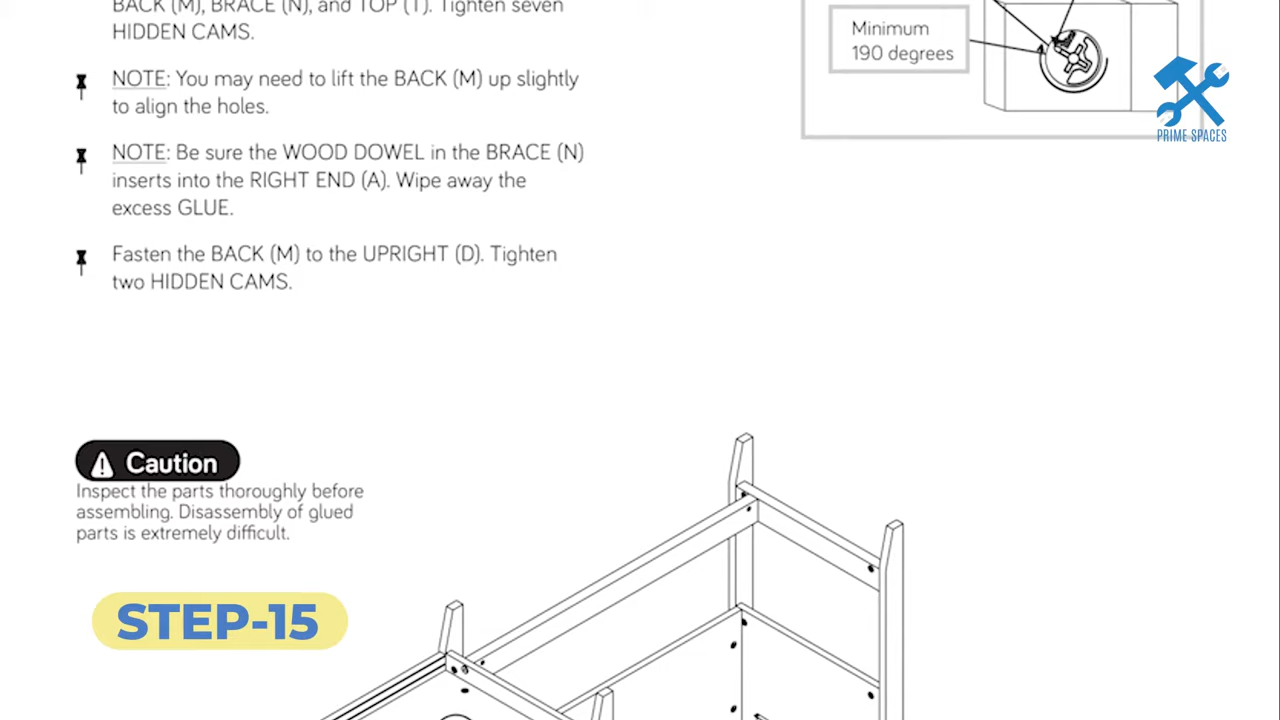 BACK (M), BRACE (N), and TOP (T). Tighten seven
HIDDEN CAMS.
NOTE: You may need to lift the BACK (M) up slightly
to align the holes.
NOTE: Be sure the WOOD DOWEL in the BRACE (N)
inserts into the RIGHT END (A). Wipe away the
excess GLUE.
Fasten the BACK (M) to the UPRIGHT (D). Tighten
two HIDDEN CAMS.
Minimum
190 degrees
PRIME SPACES
Caution
Inspect the parts thoroughly before
assembling. Disassembly of glued
parts is extremely difficult.
STEP-15